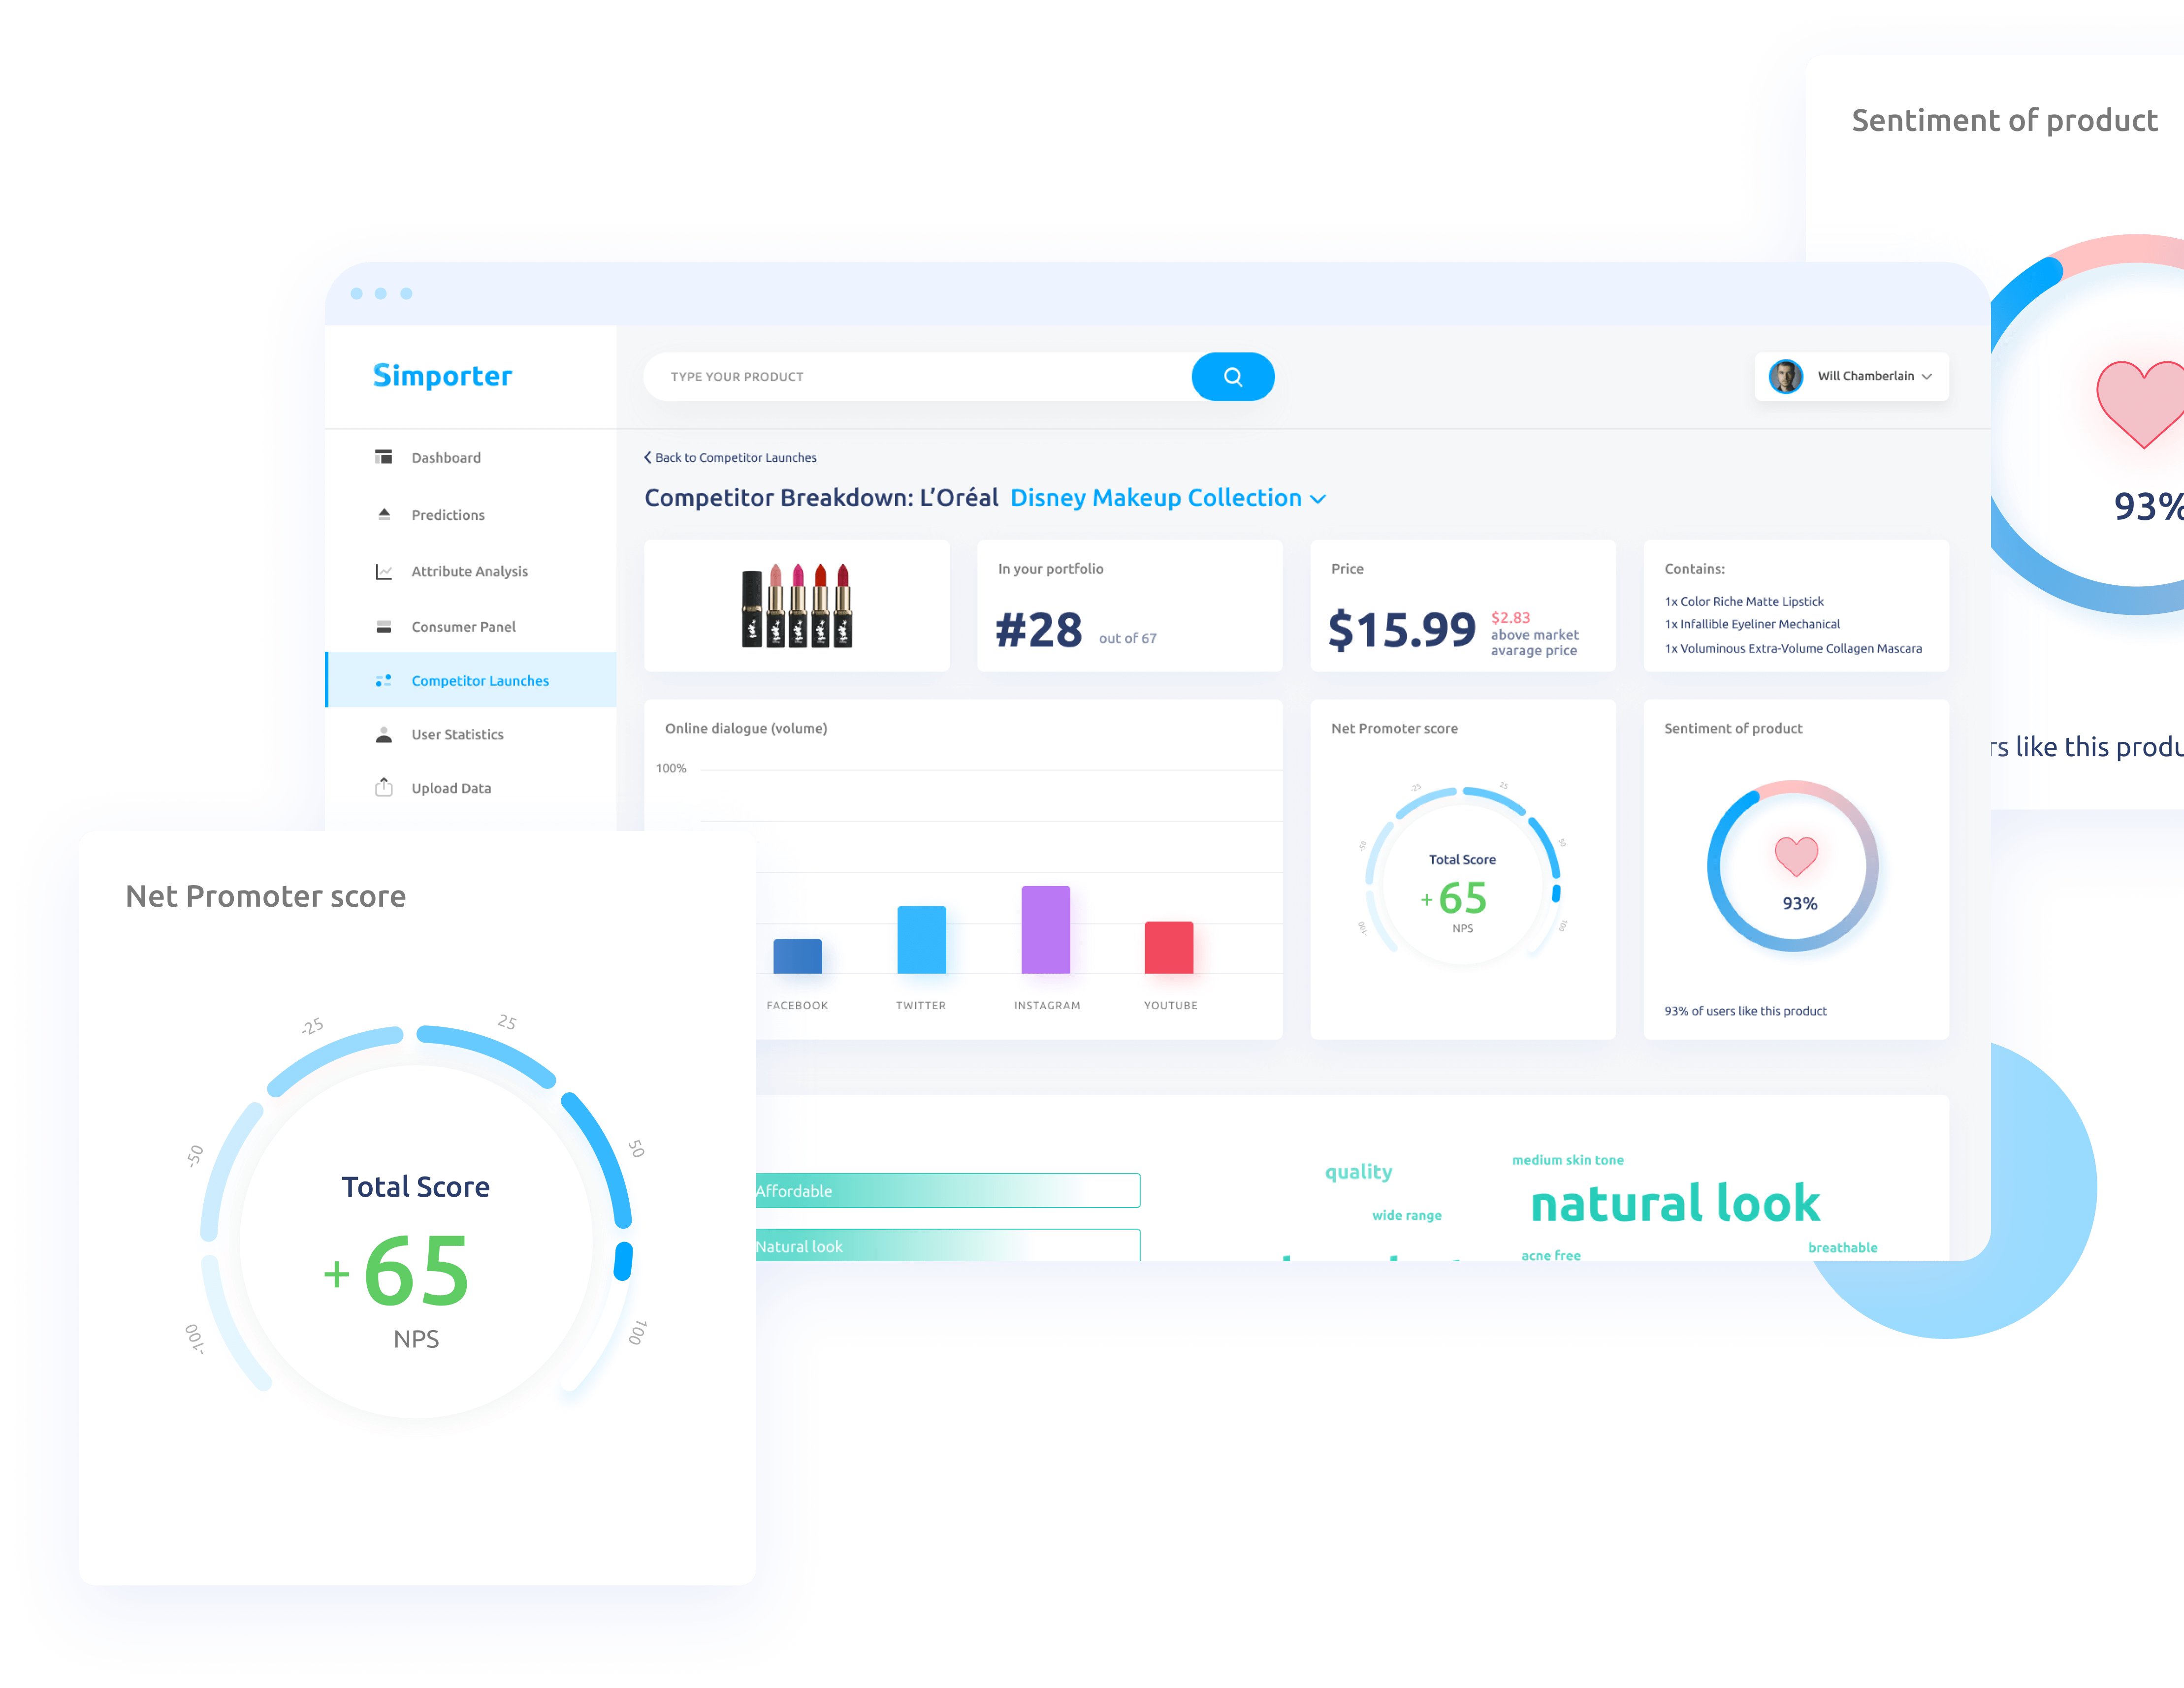 Sentiment of product
93%
like this
Simporter
TYPE YOUR PRODUCT
Will Chamberlain
Dashboard
Predictions
Attribute Analysis
Consumer Panel
Competitor Launches
User Statistics
Upload Data
Back to Competitor Launches
Competitor Breakdown: L’Oréal Disney Makeup Collection
In your portfolio
#28 out of 67
Price
$15.99
$2.83
above market
avarage price
Contains:
1x Color Riche Matte Lipstick
1x Infallible Eyeliner Mechanical
1x Voluminous Extra-Volume Collagen Mascara
Online dialogue (volume)
100%
FACEBOOK
TWITTER
INSTAGRAM
YOUTUBE
Net Promoter score
-100
-50
-25
25
50
100
Total Score
+65
NPS
Sentiment of product
93%
93% of users like this product
Affordable
Natural look
quality
medium skin tone
natural look
wide range
acne free
breathable
Net Promoter score
-100
-50
-25
25
50
100
Total Score
+65
NPS